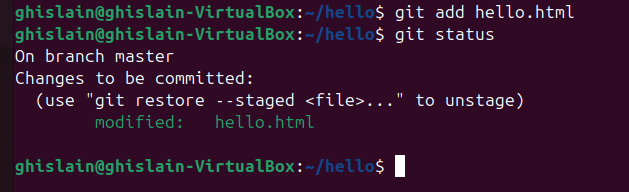 ghislain@ghislain-VirtualBox:~/hello$ git add hello.html
ghislain@ghislain-VirtualBox:~/hello$ git status
On branch master
Changes to be committed:
  (use "git restore --staged <file>..." to unstage)
        modified:   hello.html

ghislain@ghislain-VirtualBox:~/hello$